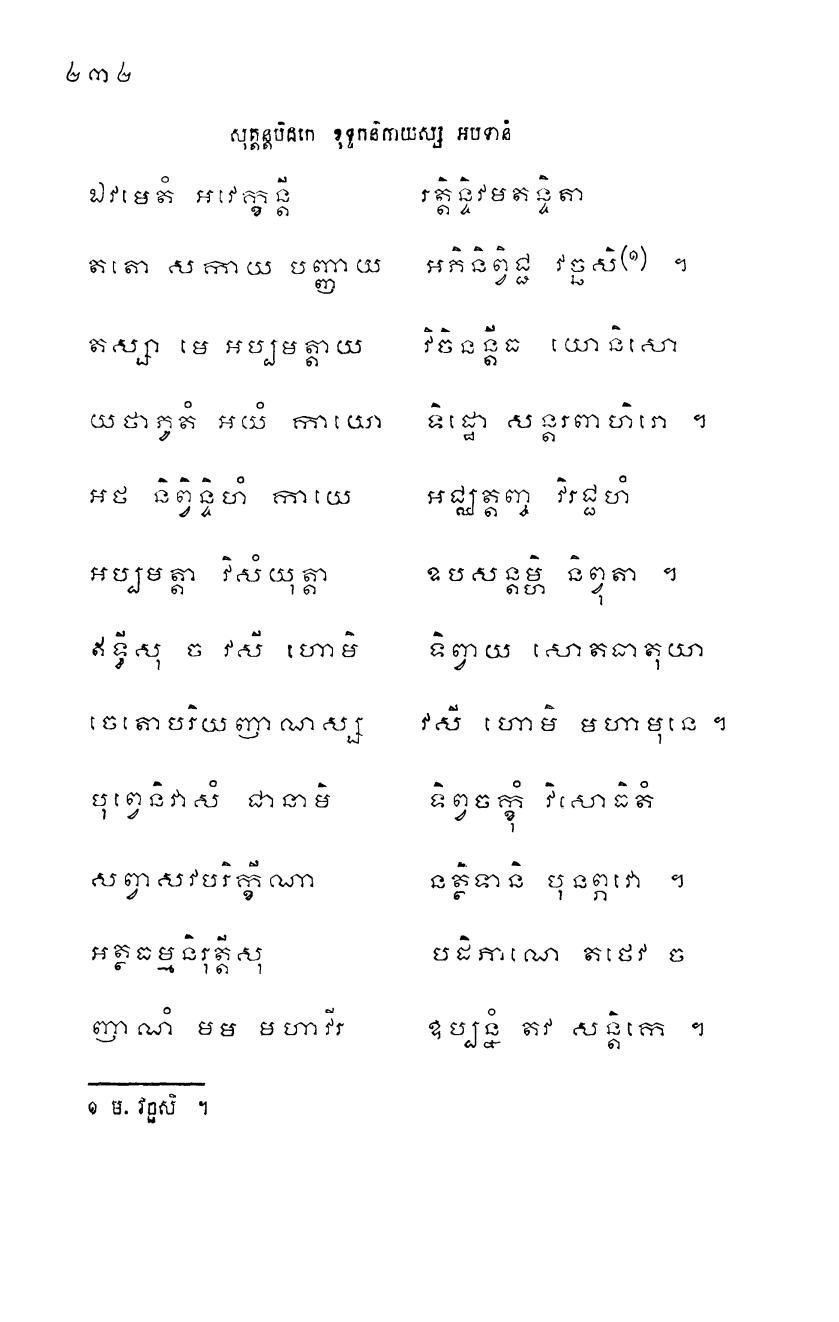 ២៣២
សុត្តន្តបិដកេ ខុទ្ទកនិកាយស្ស អបទានំ
ឯវមេតំ អវេក្ខន្តី រត្តិន្ទិវមតន្ទិតា
តតោ សកាយ បញ្ញាយ អភិនិព្វិជ្ជ វច្ឆសិ(១) ។
តស្សា មេ អប្បមត្តាយ វិចិនន្តីធ យោនិសោ
យថាភូតំ អយំ កាយោ ទិដ្ឋោ សន្តរពាហិរោ ។
អថ និព្វិន្ទិហំ កាយេ អជ្ឈត្តញ្ច វិរជ្ជហំ
អប្បមត្តា វិសំយុត្តា ឧបសន្តម្ហិ និព្វុតា ។
ឥទ្ធីសុ ច វសី ហោមិ ទិព្វាយ សោតធាតុយា
ចេតោបរិយញាណស្ស វសី ហោមិ មហាមុនេ ។
បុព្វេនិវាសំ ជានាមិ ទិព្វចក្ខុំ វិសោធិតំ
សព្វាសវបរិក្ខីណា នត្ថិទានិ បុនព្ភវោ ។
អត្ថធម្មនិរុត្តីសុ បដិភាណេ តថេវ ច
ញាណំ មម មហាវីរ ឧប្បន្នំ តវ សន្តិកេ ។
១ ម. វដ្ឋសិ ។